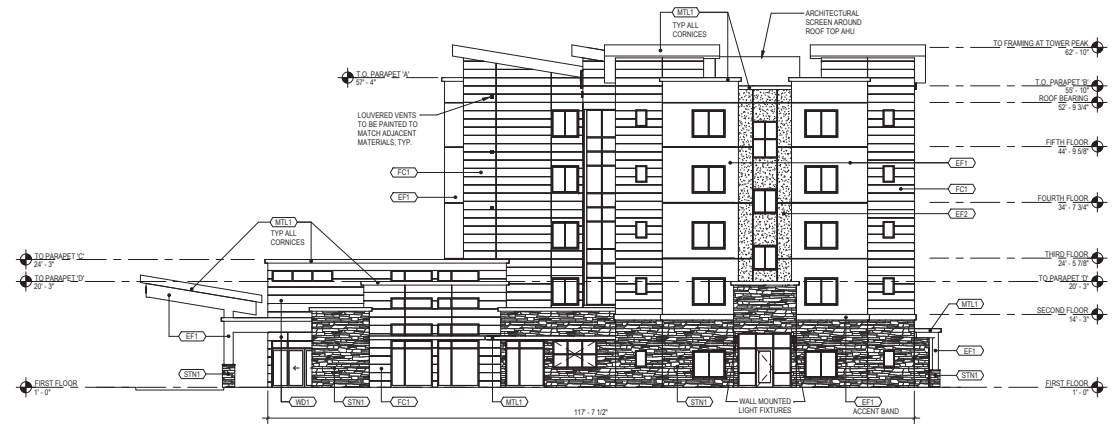 MTL1
TYP ALL
CORNICES
ARCHITECTURAL
SCREEN AROUND
ROOF TOP AHU
TO FRAMING AT TOWER PEAK
62' - 10"
T.O. PARAPET 'A'
57' - 4"
T.O. PARAPET 'B'
55' - 10"
ROOF BEARING
52' - 9 3/4"
LOUVERED VENTS
TO BE PAINTED TO
MATCH ADJACENT
MATERIALS, TYP.
FIFTH FLOOR
44' - 9 5/8"
EF1
FC1
FC1
EF1
FOURTH FLOOR
34' - 7 3/4"
EF2
MTL1
TYP ALL
CORNICES
TO PARAPET 'C'
24' - 3"
THIRD FLOOR
24' - 5 7/8"
TO PARAPET 'D'
20' - 3"
TO PARAPET 'D'
20' - 3"
MTL1
SECOND FLOOR
14' - 3"
EF1
EF1
STN1
STN1
FIRST FLOOR
1' - 0"
FIRST FLOOR
1' - 0"
WD1
STN1
FC1
MTL1
STN1
WALL MOUNTED
LIGHT FIXTURES
EF1
ACCENT BAND
117' - 7 1/2"